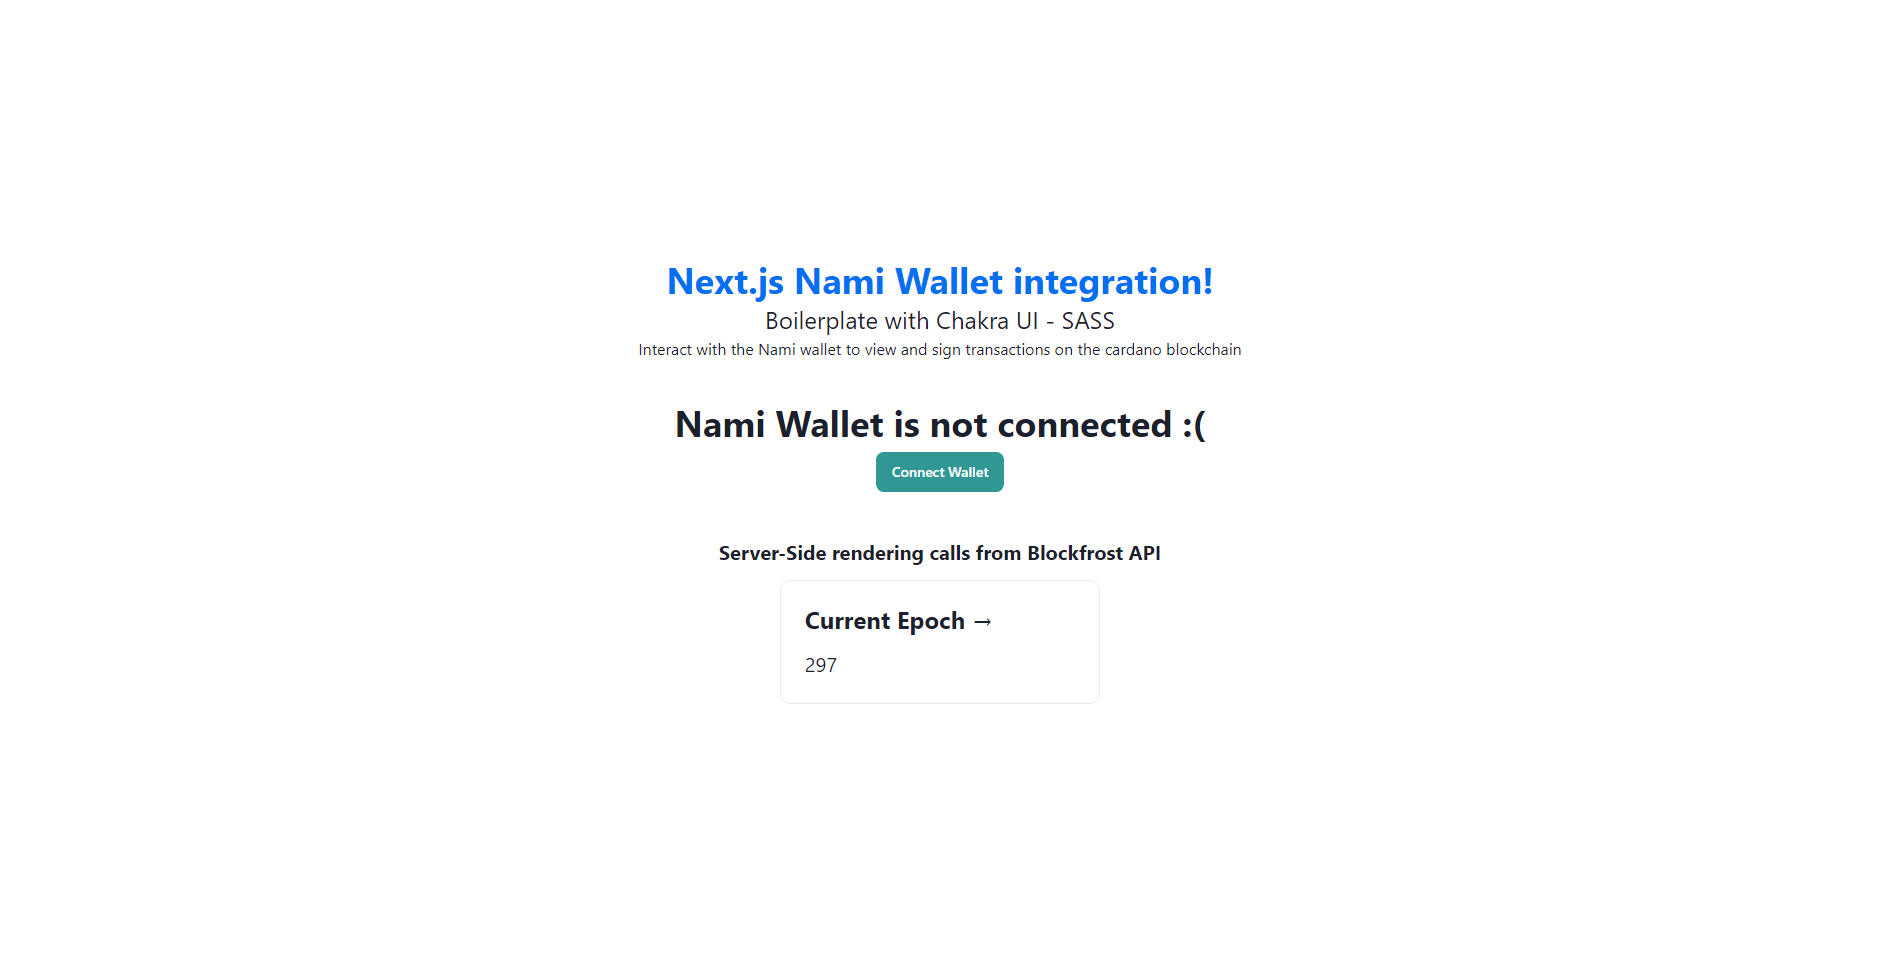 Next.js Nami Wallet integration!
Boilerplate with Chakra UI - SASS
Interact with the Nami wallet to view and sign transactions on the cardano blockchain
Nami Wallet is not connected :(
Connect Wallet
Server-Side rendering calls from Blockfrost API
Current Epoch →
297